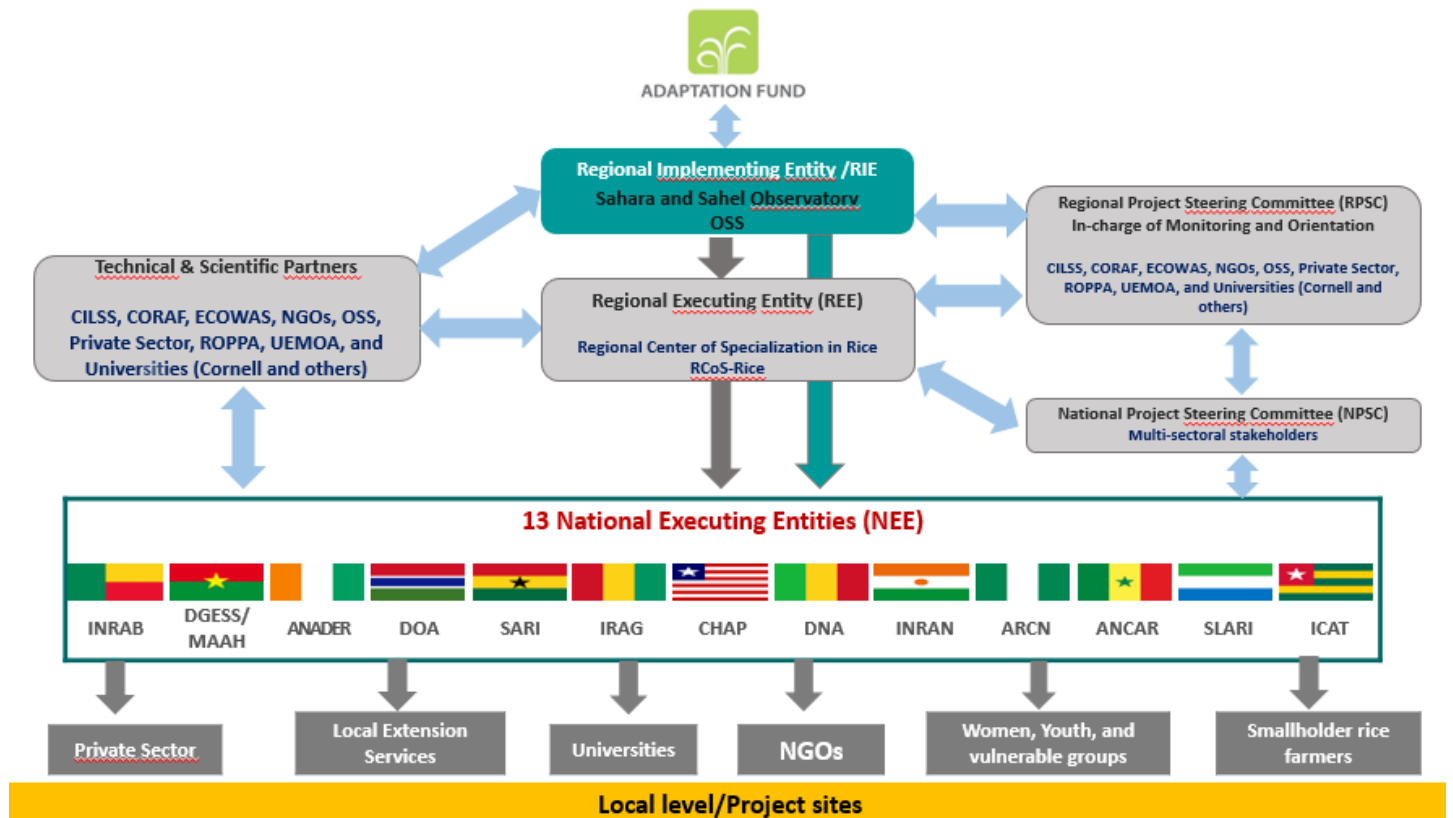 ADAPTATION FUND
Regional Implementing Entity /RIE
Sahara and Sahel Observatory
OSS
Regional Project Steering Committee (RPSC)
In-charge of Monitoring and Orientation
CILSS, CORAF, ECOWAS, NGOs, OSS, Private Sector,
ROPPA, UEMOA, and Universities (Cornell and
others)
Technical & Scientific Partners
CILSS, CORAF, ECOWAS, NGOs, OSS,
Private Sector, ROPPA, UEMOA, and
Universities (Cornell and others)
Regional Executing Entity (REE)
Regional Center of Specialization in Rice
RCoS-Rice
National Project Steering Committee (NPSC)
Multi-sectoral stakeholders
13 National Executing Entities (NEE)
INRAB
DGESS/
MAAH
ANADER
DOA
SARI
IRAG
CHAP
DNA
INRAN
ARCN
ANCAR
SLARI
ICAT
Private Sector
Local Extension
Services
Universities
NGOs
Women, Youth, and
vulnerable groups
Smallholder rice
farmers
Local level/Project sites